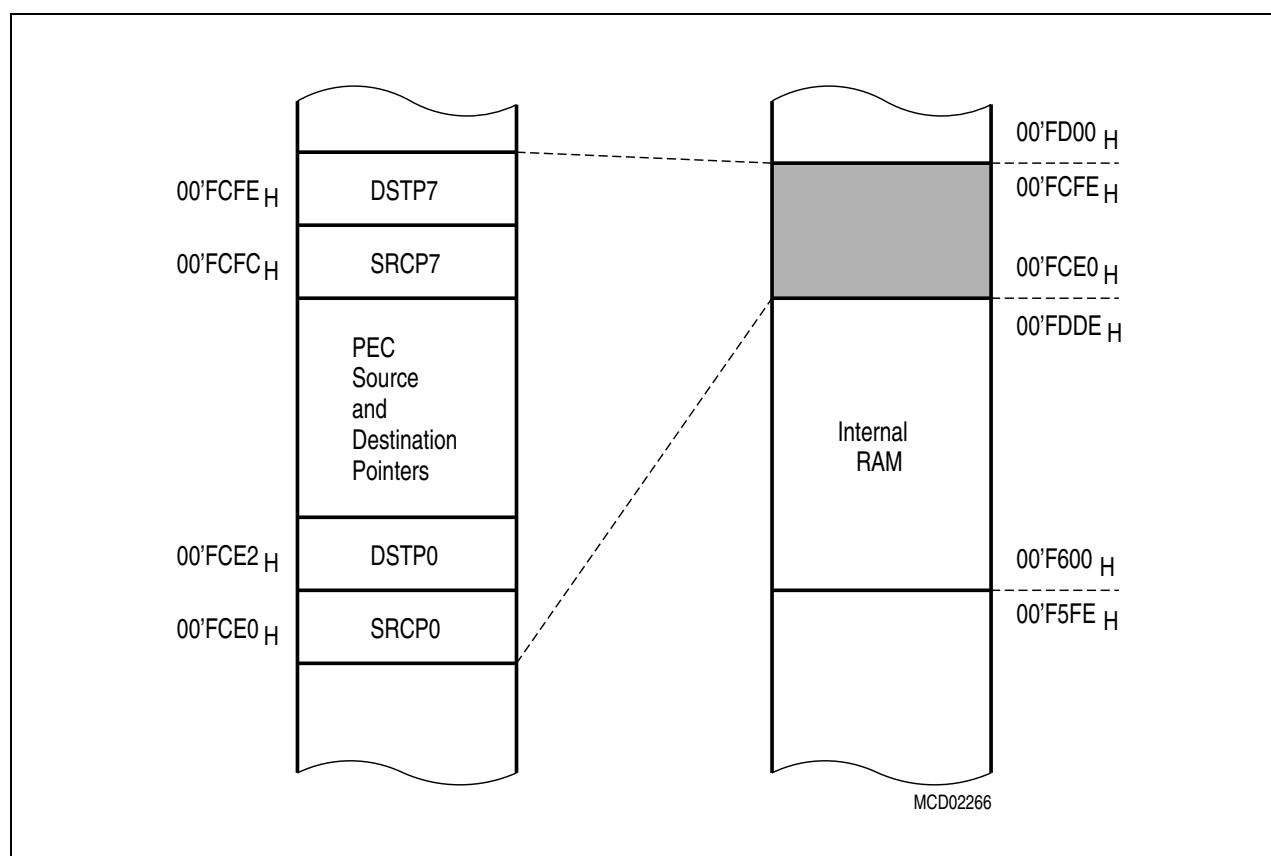 00'FD00 H
00'FCFE H
DSTP7
00'FCFE H
00'FCFC H
SRCP7
00'FCE0 H
00'FDDE H
PEC
Source
and
Destination
Pointers
Internal
RAM
00'FCE2 H
DSTP0
00'F600 H
00'FCE0 H
SRCP0
00'F5FE H
MCD02266